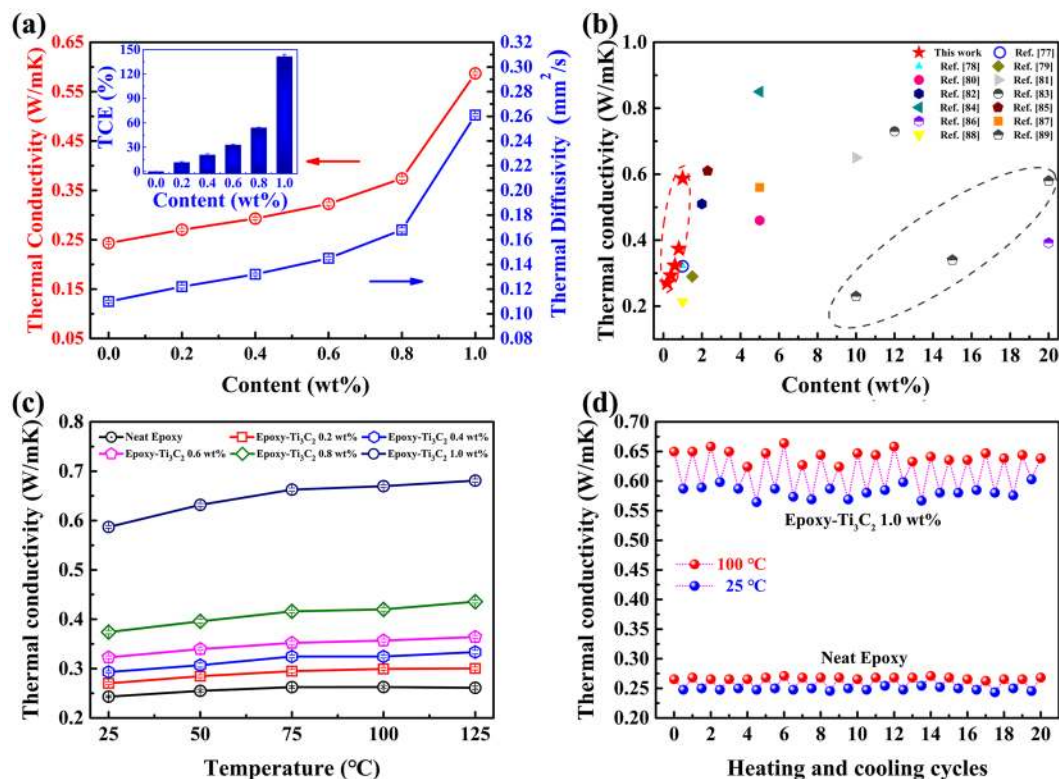 (a)
0.65
0.55
0.45
0.35
0.25
0.15
0.05
Thermal Conductivity (W/mK)
150
120
90
60
30
0
TCE (%)
0.0 0.2 0.4 0.6 0.8 1.0
Content (wt%)
0.32
0.30
0.28
0.26
0.24
0.22
0.20
0.18
0.16
0.14
0.12
0.10
0.08
Thermal Diffusivity (mm²/s)
0.0 0.2 0.4 0.6 0.8 1.0
Content (wt%)
(b)
1.0
0.8
0.6
0.4
0.2
Thermal conductivity (W/mK)
This work Ref. [77]
Ref. [78] Ref. [79]
Ref. [80] Ref. [81]
Ref. [82] Ref. [83]
Ref. [84] Ref. [85]
Ref. [86] Ref. [87]
Ref. [88] Ref. [89]
0 2 4 6 8 10 12 14 16 18 20
Content (wt%)
(c)
0.8
0.7
0.6
0.5
0.4
0.3
0.2
Thermal conductivity (W/mK)
Neat Epoxy Epoxy-Ti₃C₂ 0.2 wt% Epoxy-Ti₃C₂ 0.4 wt%
Epoxy-Ti₃C₂ 0.6 wt% Epoxy-Ti₃C₂ 0.8 wt% Epoxy-Ti₃C₂ 1.0 wt%
25 50 75 100 125
Temperature (°C)
(d)
0.70
0.65
0.60
0.55
0.50
0.45
0.40
0.35
0.30
0.25
0.20
Thermal conductivity (W/mK)
Epoxy-Ti₃C₂ 1.0 wt%
100 °C
25 °C
Neat Epoxy
0 2 4 6 8 10 12 14 16 18 20
Heating and cooling cycles